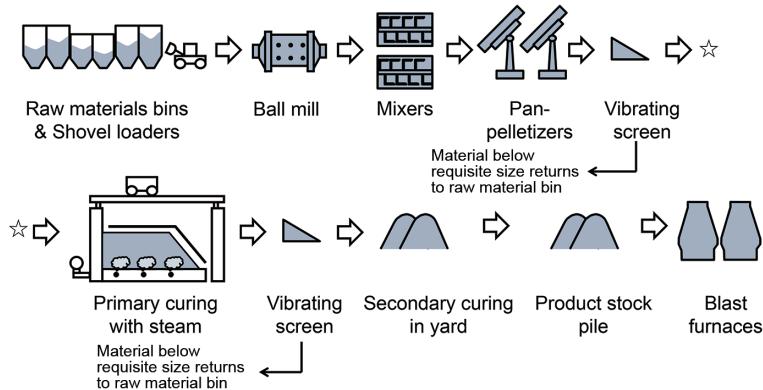 Raw materials bins
& Shovel loaders
Ball mill
Mixers
Pan-
pelletizers
Vibrating
screen
Material below
requisite size returns
to raw material bin
Primary curing
with steam
Vibrating
screen
Secondary curing
in yard
Product stock
pile
Blast
furnaces
Material below
requisite size returns
to raw material bin